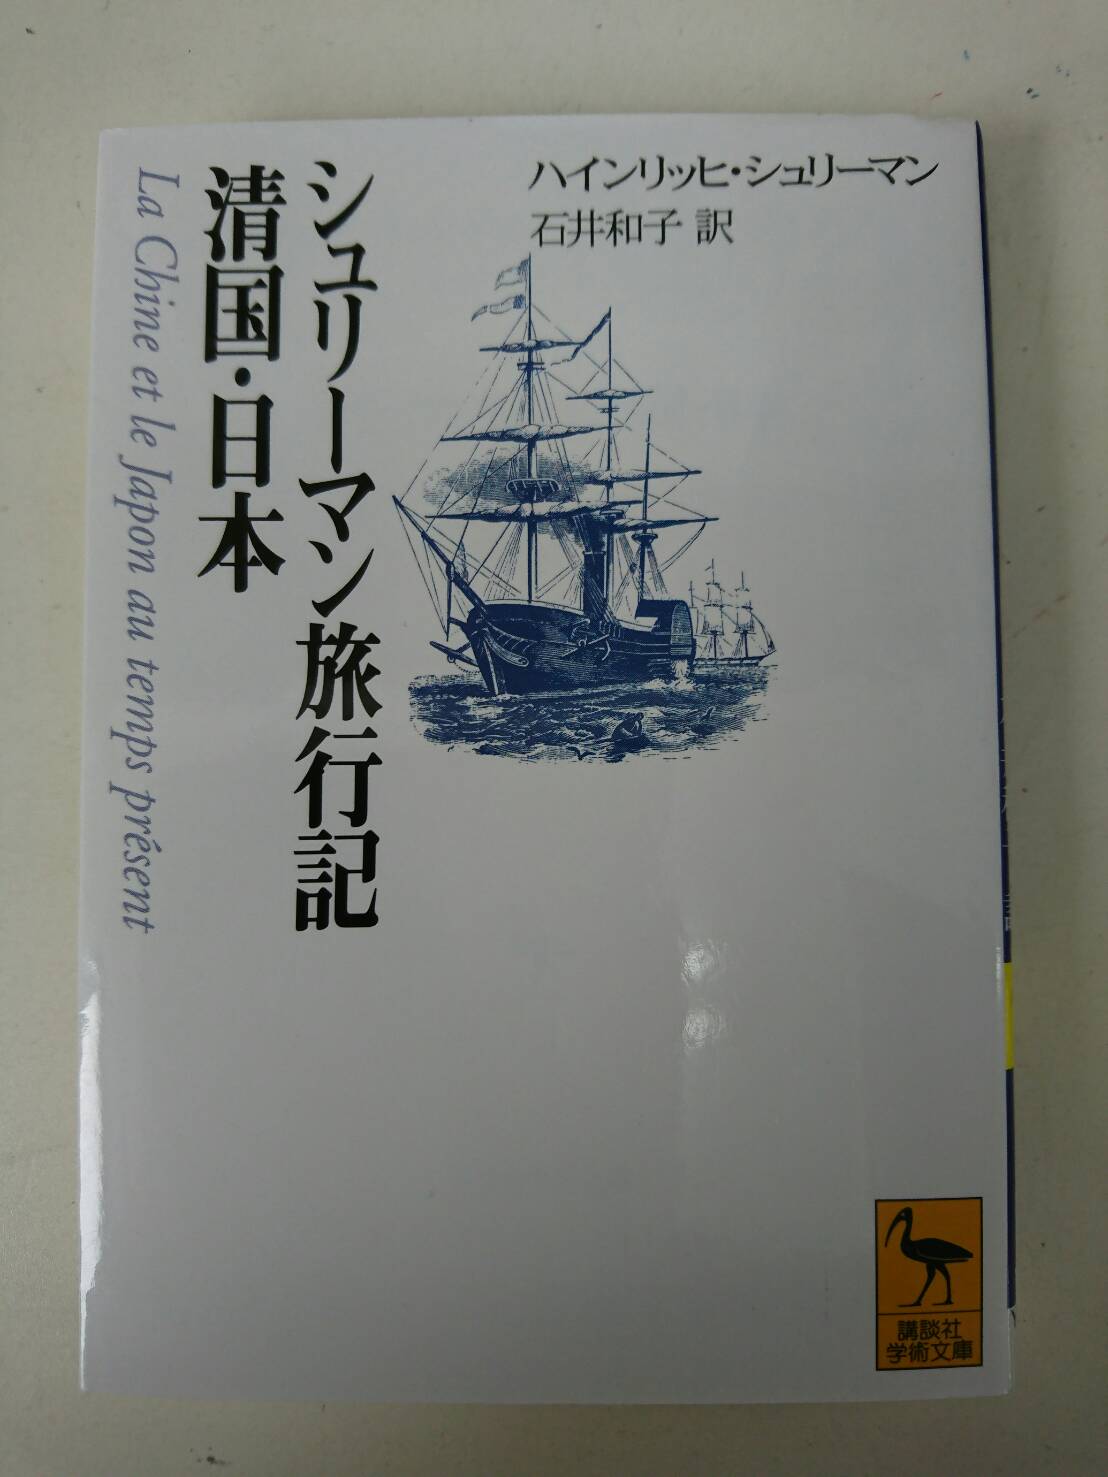 ハインリッヒ・シュリーマン
石井和子 訳
シュリーマン旅行記
清国・日本
La Chine et le Japon au temps présent
講談社
学術文庫